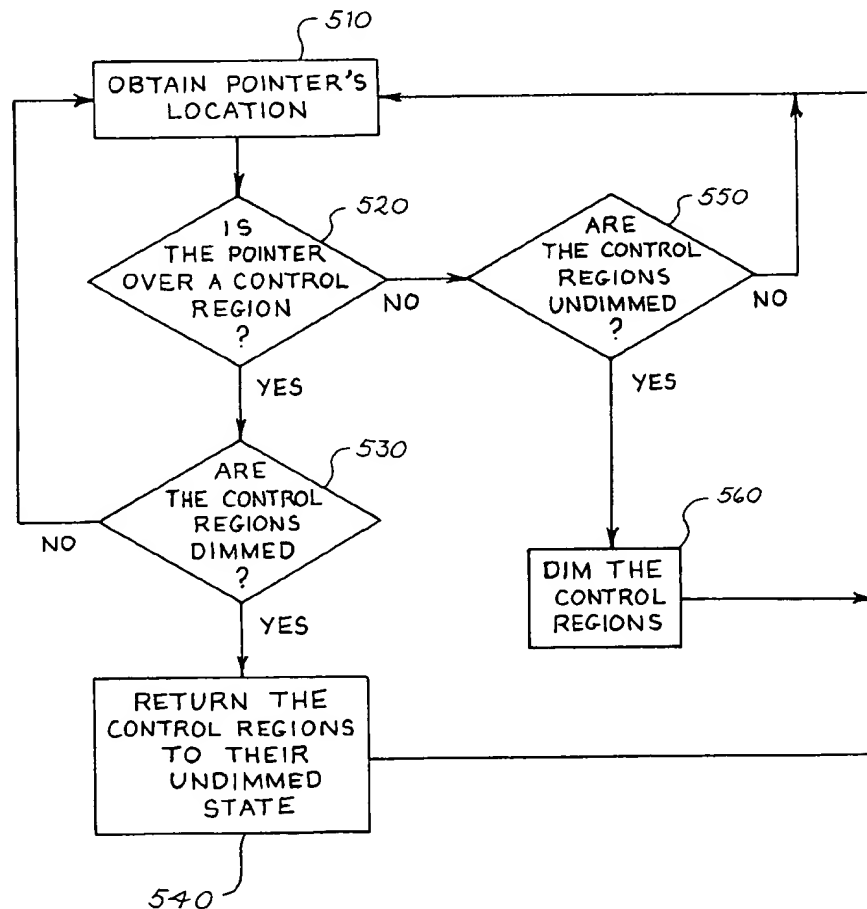 510
OBTAIN POINTER'S
LOCATION
520
IS
THE POINTER
OVER A CONTROL
REGION
?
NO
YES
550
ARE
THE CONTROL
REGIONS
UNDIMMED
?
NO
YES
530
ARE
THE CONTROL
REGIONS
DIMMED
?
NO
YES
560
DIM THE
CONTROL
REGIONS
RETURN THE
CONTROL REGIONS
TO THEIR
UNDIMMED
STATE
540